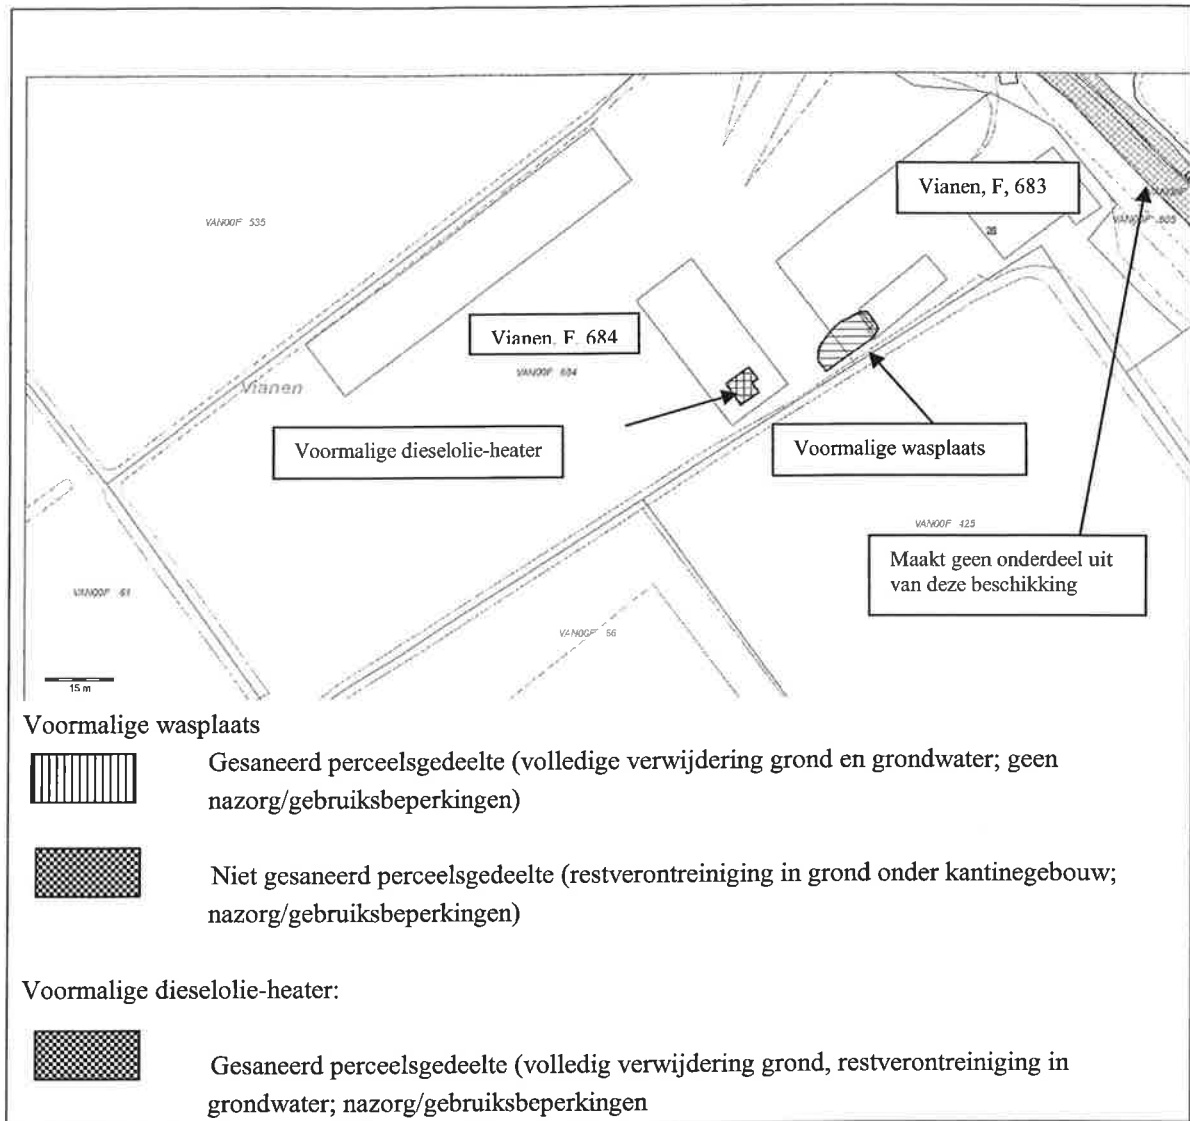 Vianen, F, 683
VANOOF 535
28
Vianen. F. 684
VANOOF 684
Vianen
Voormalige dieselolie-heater
Voormalige wasplaats
VANOOF 425
Maakt geen onderdeel uit
van deze beschikking
VANOOF 61
VANOOF 56
15 m
Voormalige wasplaats
Gesaneerd perceelsgedeelte (volledige verwijdering grond en grondwater; geen
nazorg/gebruiksbeperkingen)
Niet gesaneerd perceelsgedeelte (restverontreiniging in grond onder kantinegebouw;
nazorg/gebruiksbeperkingen)
Voormalige dieselolie-heater:
Gesaneerd perceelsgedeelte (volledig verwijdering grond, restverontreiniging in
grondwater; nazorg/gebruiksbeperkingen